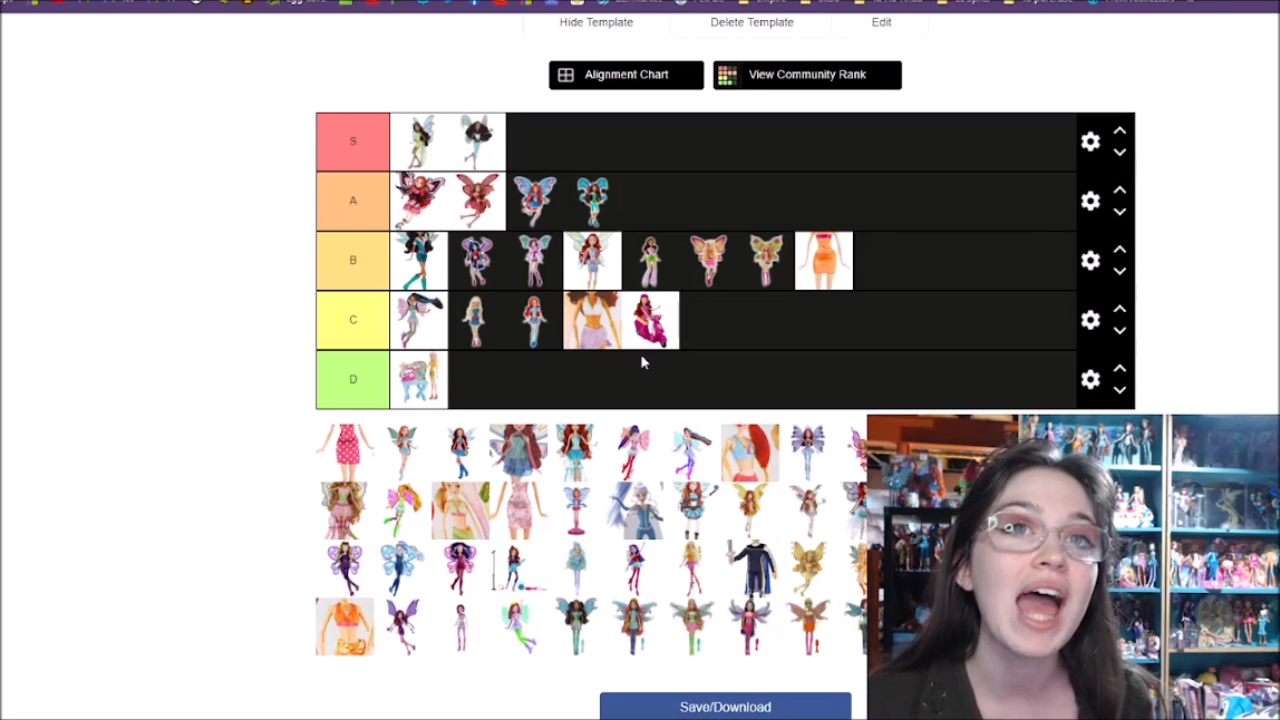 Hide Template Delete Template Edit
Alignment Chart View Community Rank
S
A
B
C
D
Save/Download